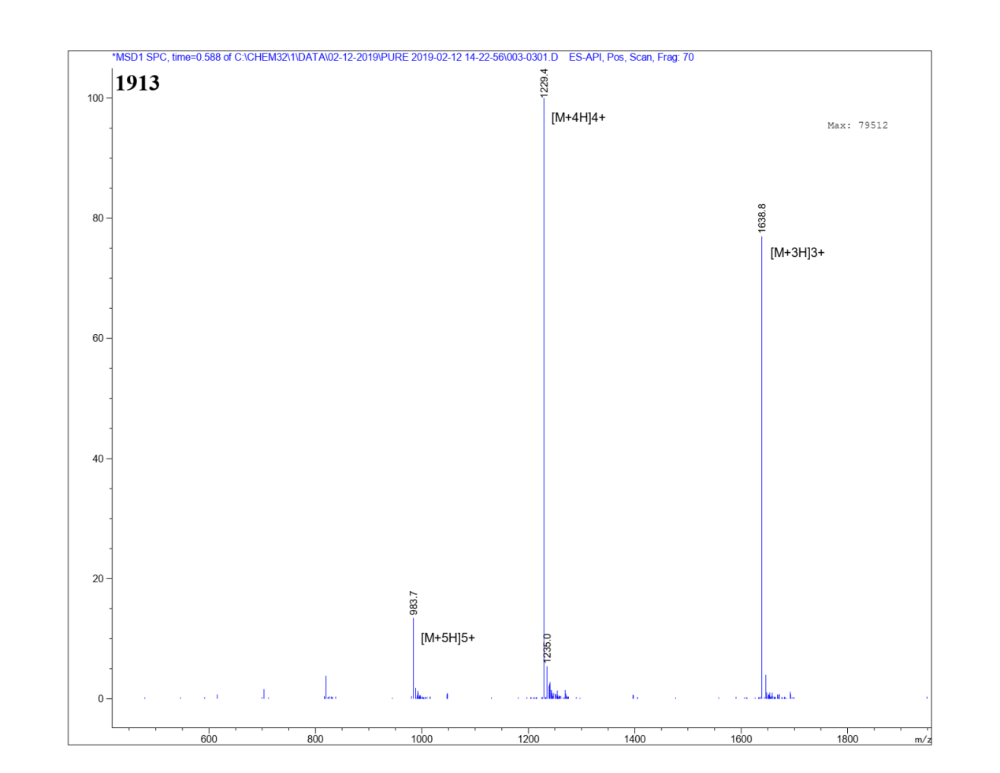 *MSD1 SPC, time=0.588 of C:\CHEM32\1\DATA\02-12-2019\PURE 2019-02-12 14-22-56\003-0301.D ES-API, Pos, Scan, Frag: 70
1913
1229.4
100
[M+4H]4+
Max: 79512
1638.8
80
[M+3H]3+
60
40
20
983.7
[M+5H]5+
1235.0
0
600 800 1000 1200 1400 1600 1800 m/z